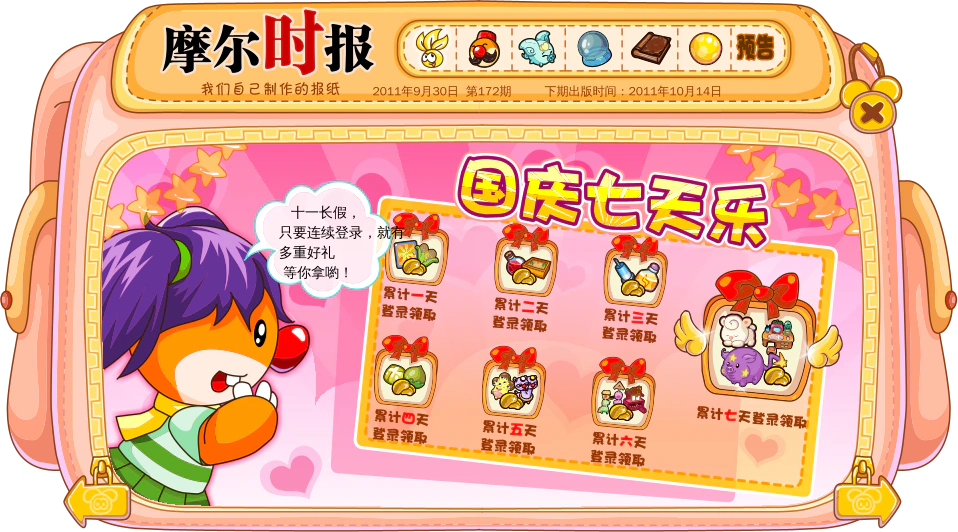 摩尔时报
预告
我们自己制作的报纸
2011年9月30日 第172期
下期出版时间：2011年10月14日
国庆七天乐
十一长假，
只要连续登录，就有
多重好礼
等你拿哟！
累计一天
登录领取
累计二天
登录领取
累计三天
登录领取
累计四天
登录领取
累计五天
登录领取
累计六天
登录领取
累计七天登录领取